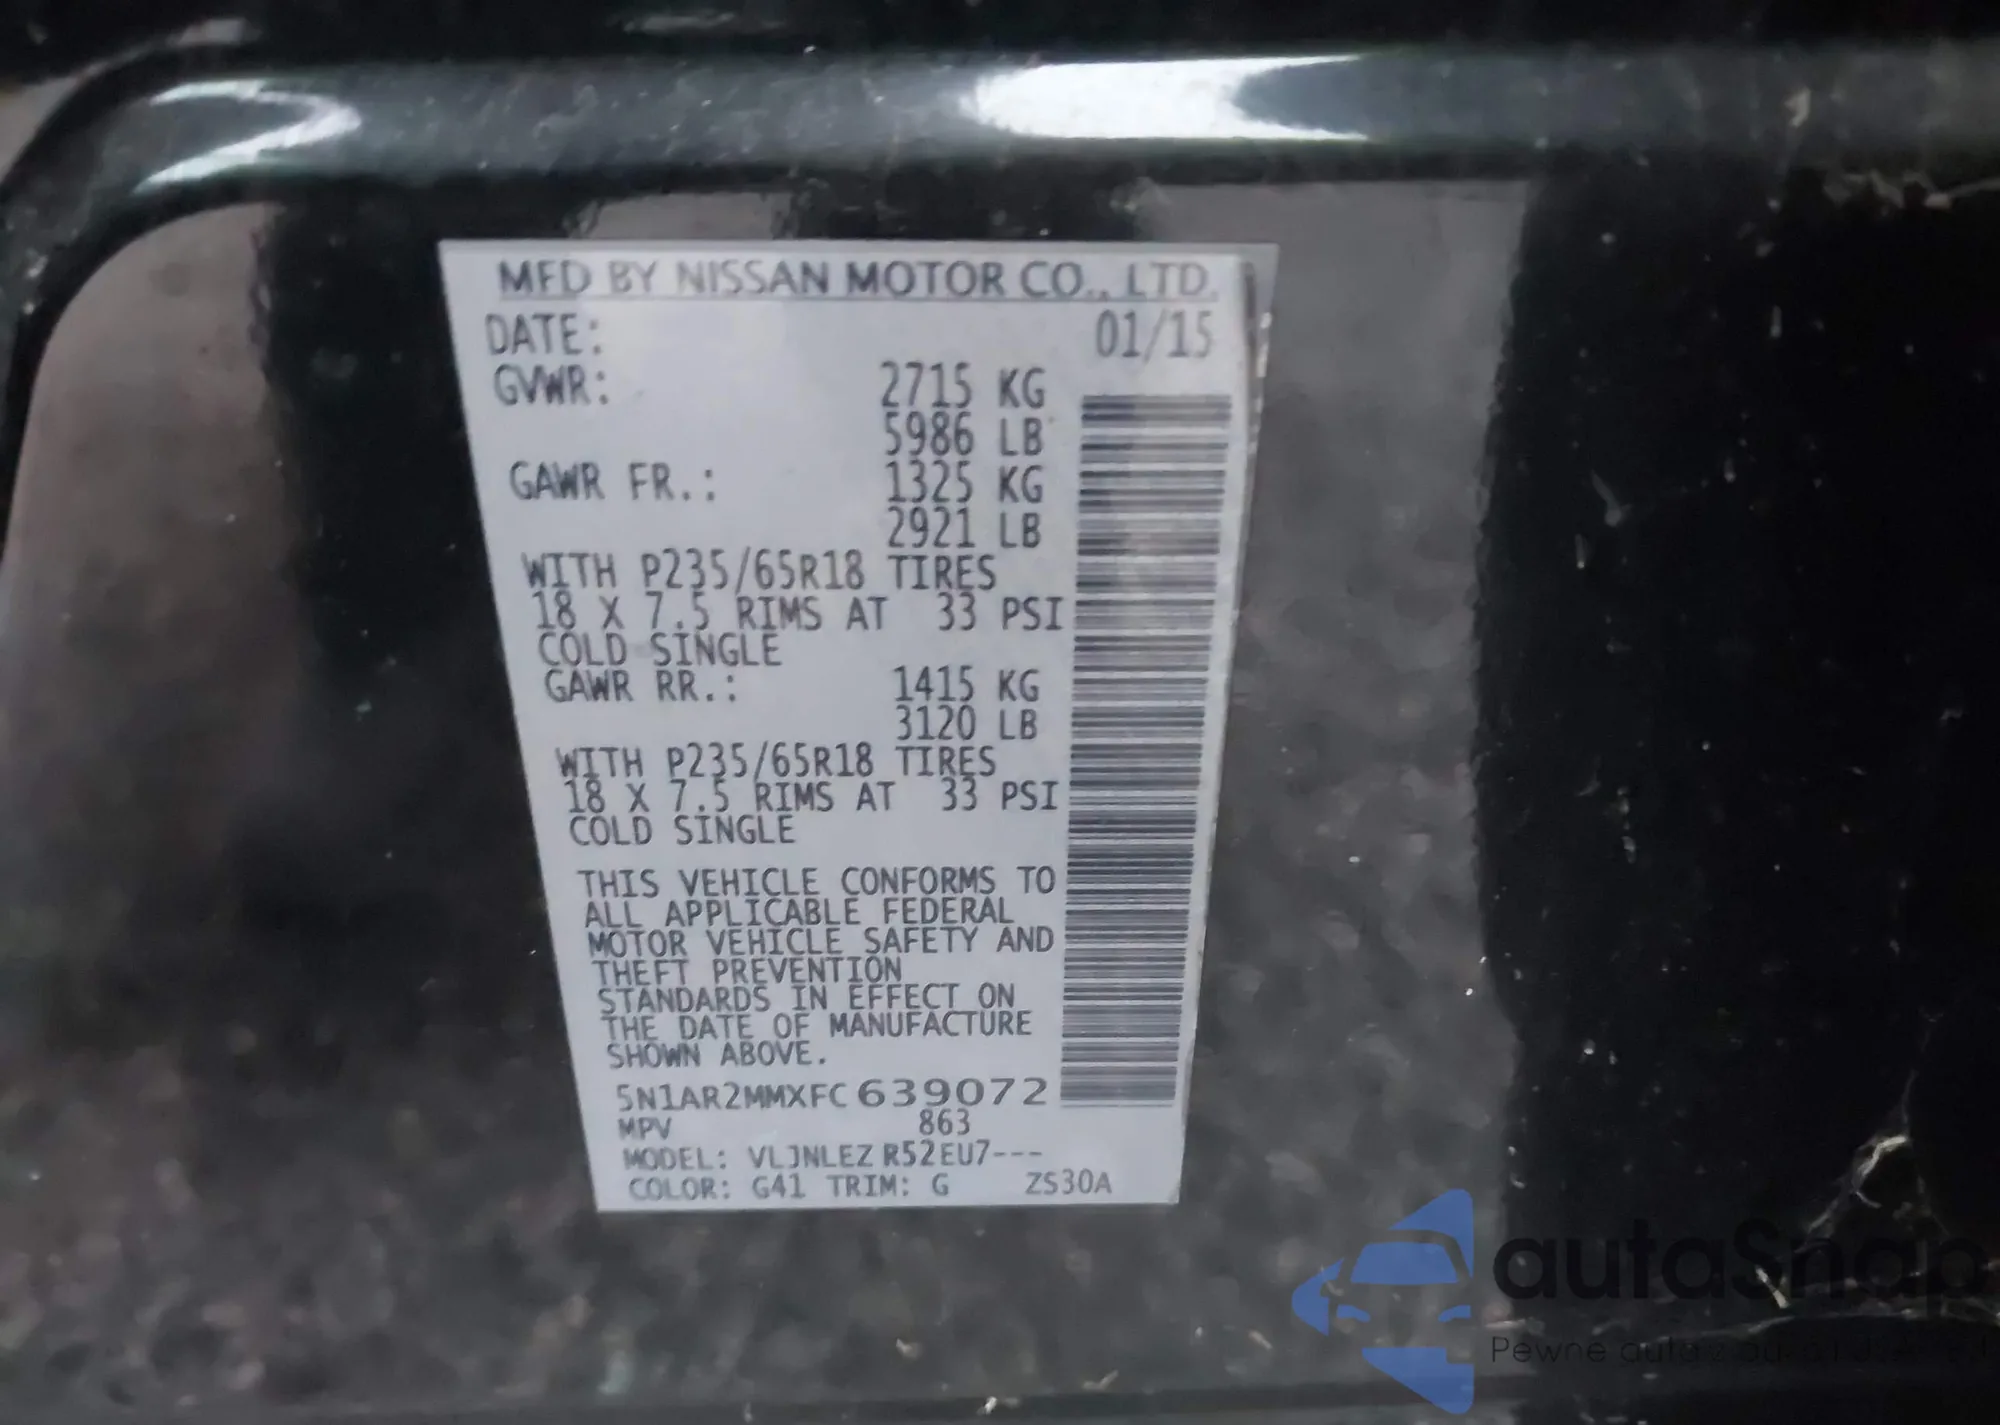 MFD BY NISSAN MOTOR CO., LTD.
DATE: 01/15
GVWR: 2715 KG
5986 LB
GAWR FR.: 1325 KG
2921 LB
WITH P235/65R18 TIRES
18 X 7.5 RIMS AT 33 PSI
COLD SINGLE
GAWR RR.: 1415 KG
3120 LB
WITH P235/65R18 TIRES
18 X 7.5 RIMS AT 33 PSI
COLD SINGLE
THIS VEHICLE CONFORMS TO
ALL APPLICABLE FEDERAL
MOTOR VEHICLE SAFETY AND
THEFT PREVENTION
STANDARDS IN EFFECT ON
THE DATE OF MANUFACTURE
SHOWN ABOVE.
5N1AR2MMXFC639072
MPV 863
MODEL: VLJNLEZ R52EU7---
COLOR: G41 TRIM: G ZS30A
autaSnap
Pewne auta z